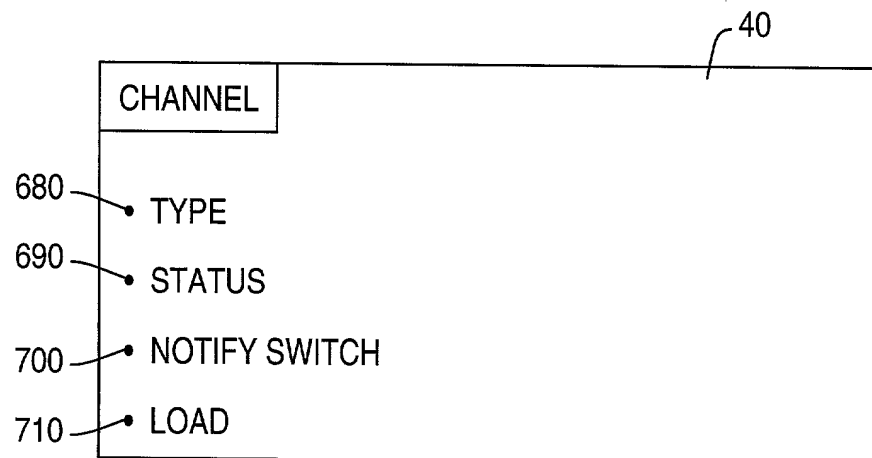 40
CHANNEL
680 • TYPE
690 • STATUS
700 • NOTIFY SWITCH
710 • LOAD